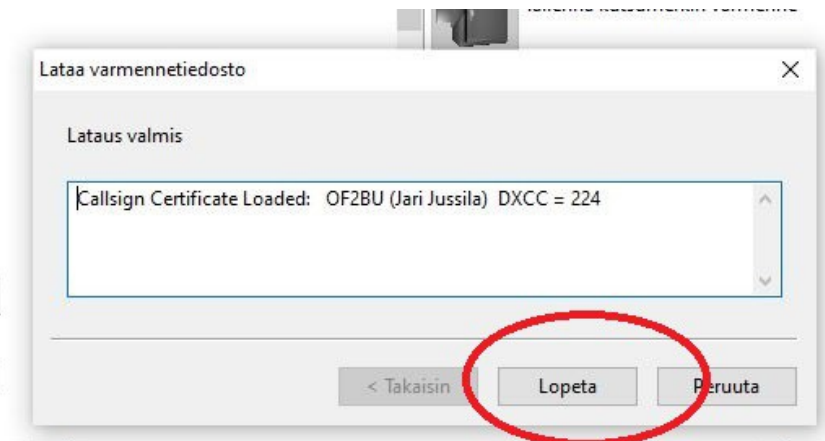 Lataa varmennetiedosto
Lataus valmis
Callsign Certificate Loaded: OF2BU (Jari Jussila) DXCC = 224
< Takaisin
Lopeta
Peruuta